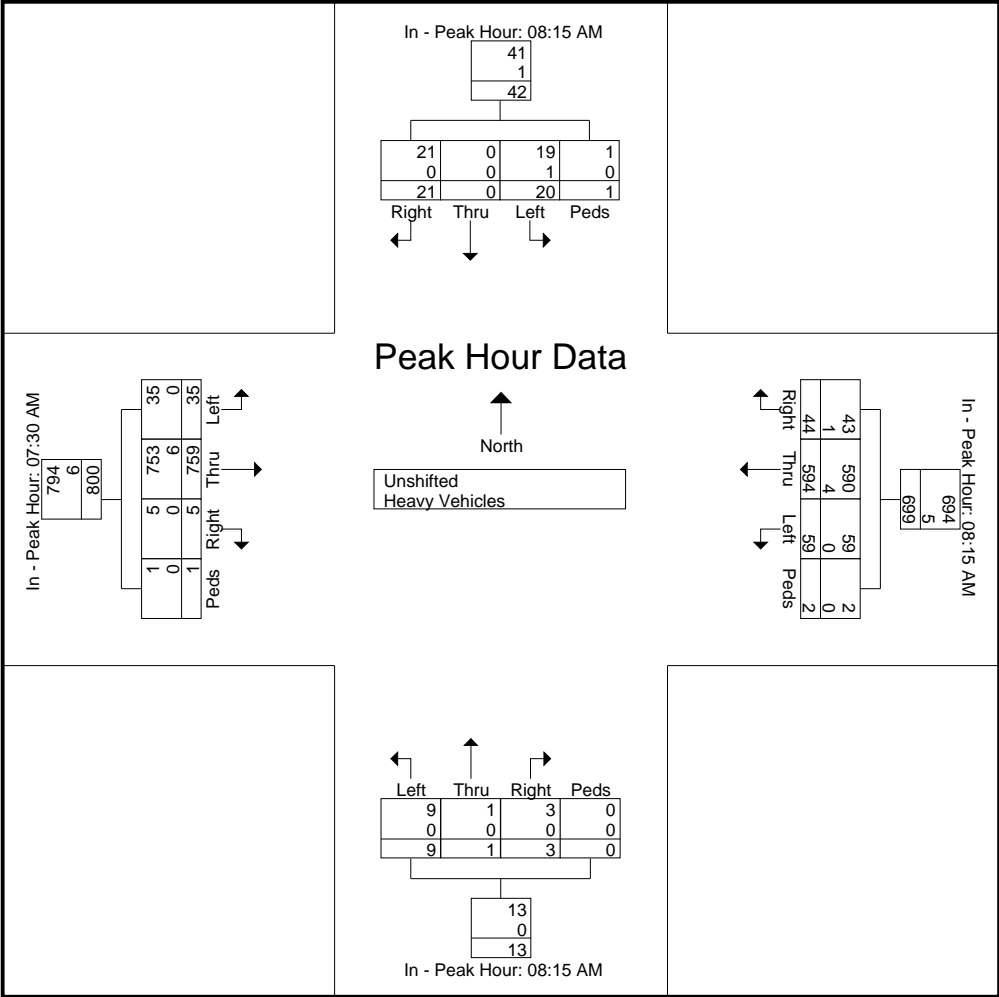 In - Peak Hour: 08:15 AM
41
1
42
21 0 19 1
0 0 1 0
21 0 20 1
Right Thru Left Peds
Peak Hour Data
North
Unshifted
Heavy Vehicles
In - Peak Hour: 07:30 AM
794
6
800
35 0 35 Left
753 6 759 Thru
5 0 5 Right
1 0 1 Peds
Right 44 1 43
Thru 594 4 590
Left 59 0 59
Peds 2 0 2
In - Peak Hour: 08:15 AM
694
5
699
Left Thru Right Peds
9 1 3 0
0 0 0 0
9 1 3 0
13
0
13
In - Peak Hour: 08:15 AM